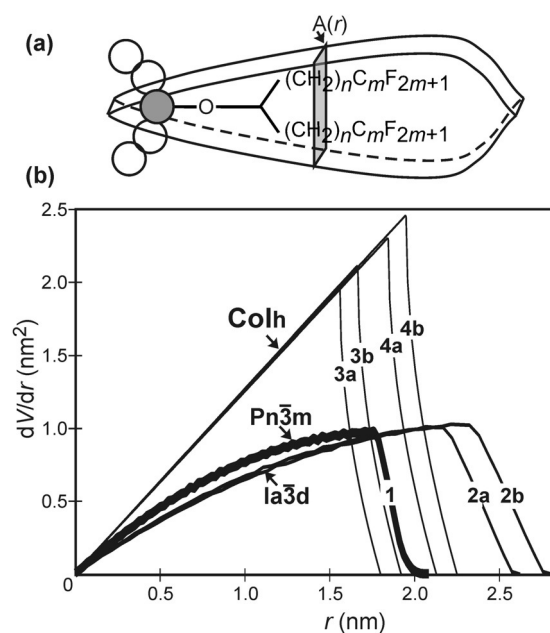 (a)
A(r)
(CH2)nCmF2m+1
O
(CH2)nCmF2m+1
(b)
2.5
2.0
1.5
1.0
0.5
0
dV/dr (nm²)
Colh
Pn3̅m
Ia3̅d
3a
3b
4a
4b
1
2a
2b
0.5
1.0
1.5
2.0
2.5
r (nm)